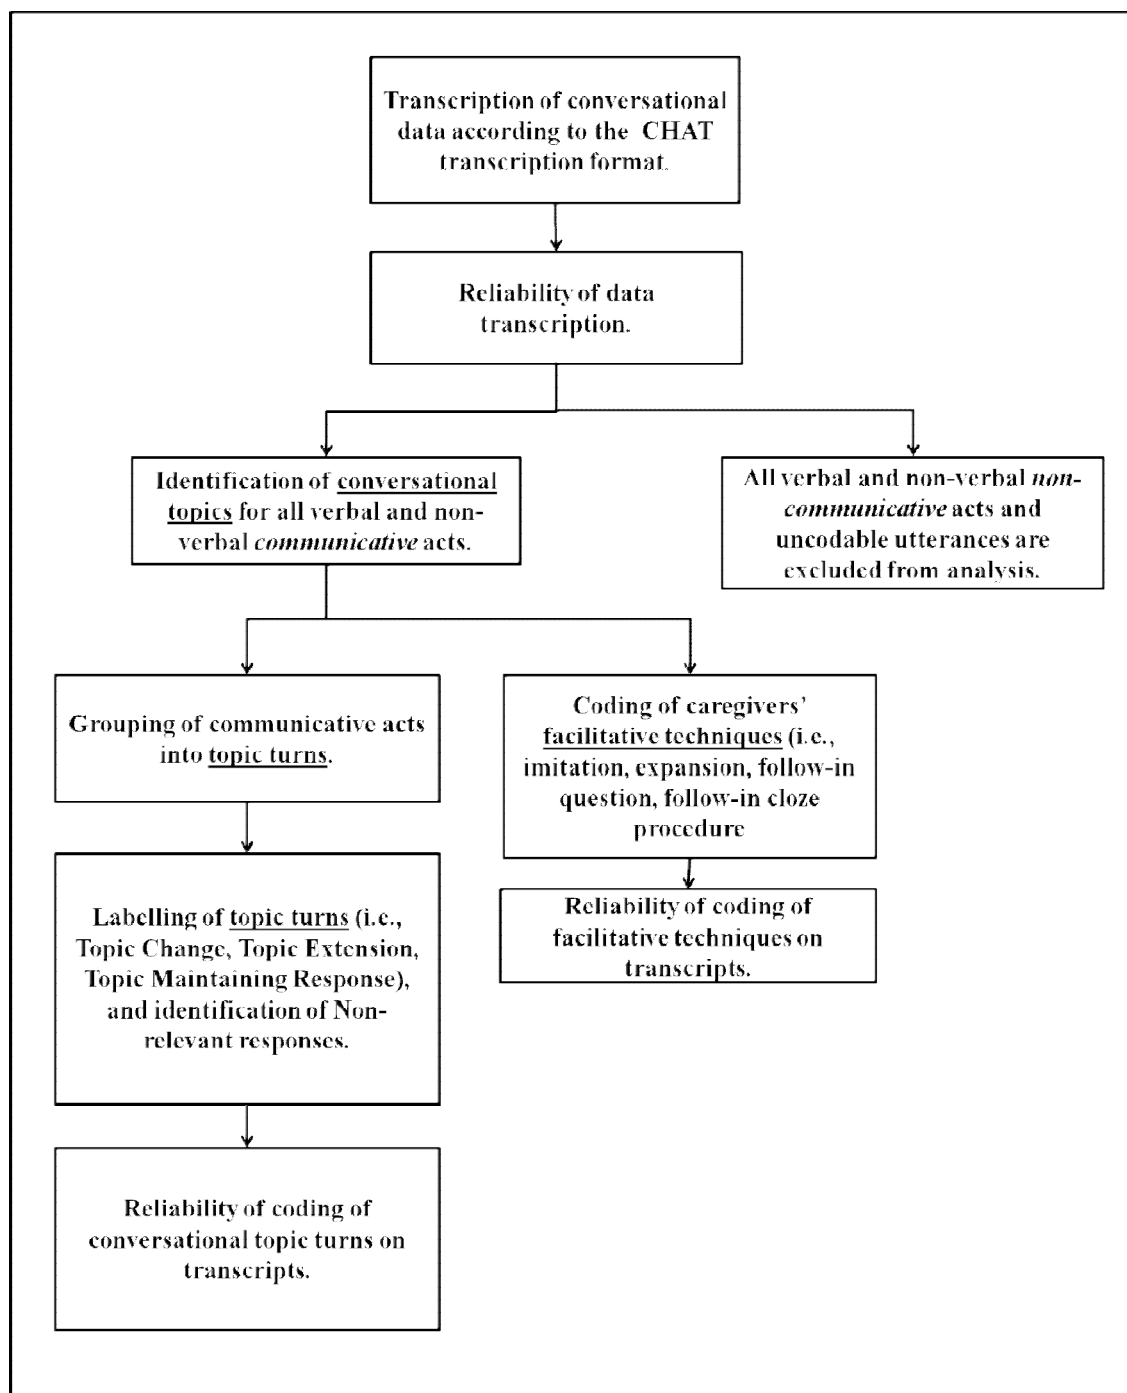 Transcription of conversational
data according to the CHAT
transcription format.
Reliability of data
transcription.
Identification of conversational
topics for all verbal and non-
verbal communicative acts.
All verbal and non-verbal non-
communicative acts and
uncodable utterances are
excluded from analysis.
Grouping of communicative acts
into topic turns.
Coding of caregivers’
facilitative techniques (i.e.,
imitation, expansion, follow-in
question, follow-in cloze
procedure
Labelling of topic turns (i.e.,
Topic Change, Topic Extension,
Topic Maintaining Response),
and identification of Non-
relevant responses.
Reliability of coding of
facilitative techniques on
transcripts.
Reliability of coding of
conversational topic turns on
transcripts.